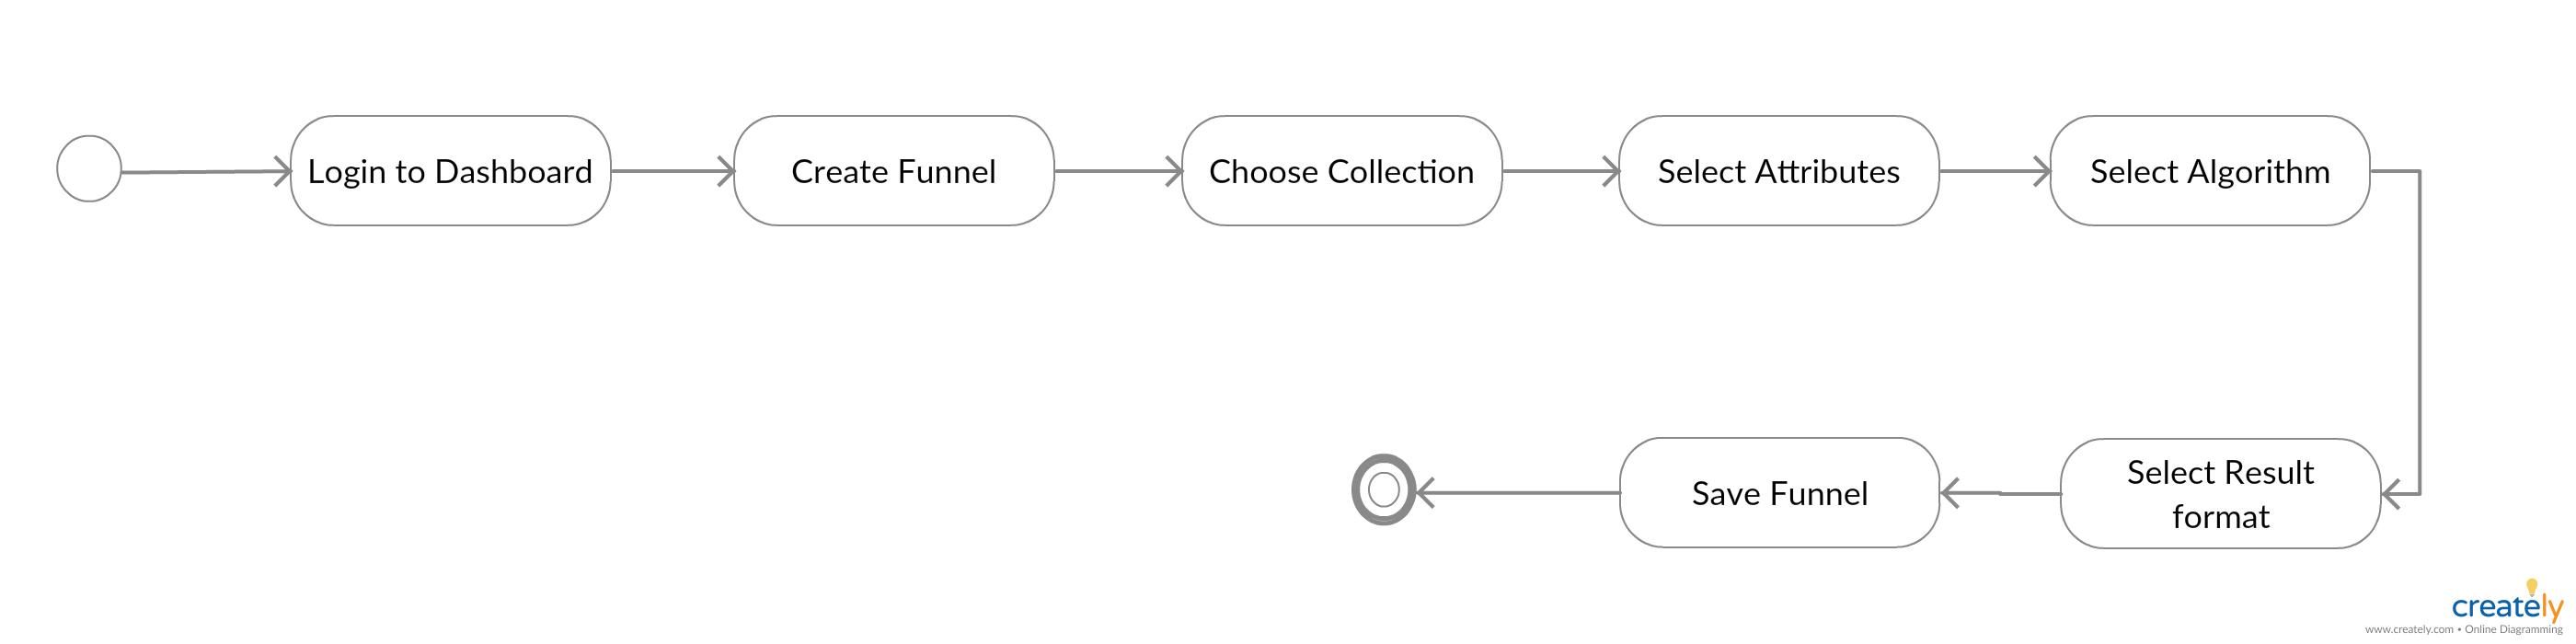 Login to Dashboard
Create Funnel
Choose Collection
Select Attributes
Select Algorithm
Select Result
format
Save Funnel
creately
www.creately.com • Online Diagramming